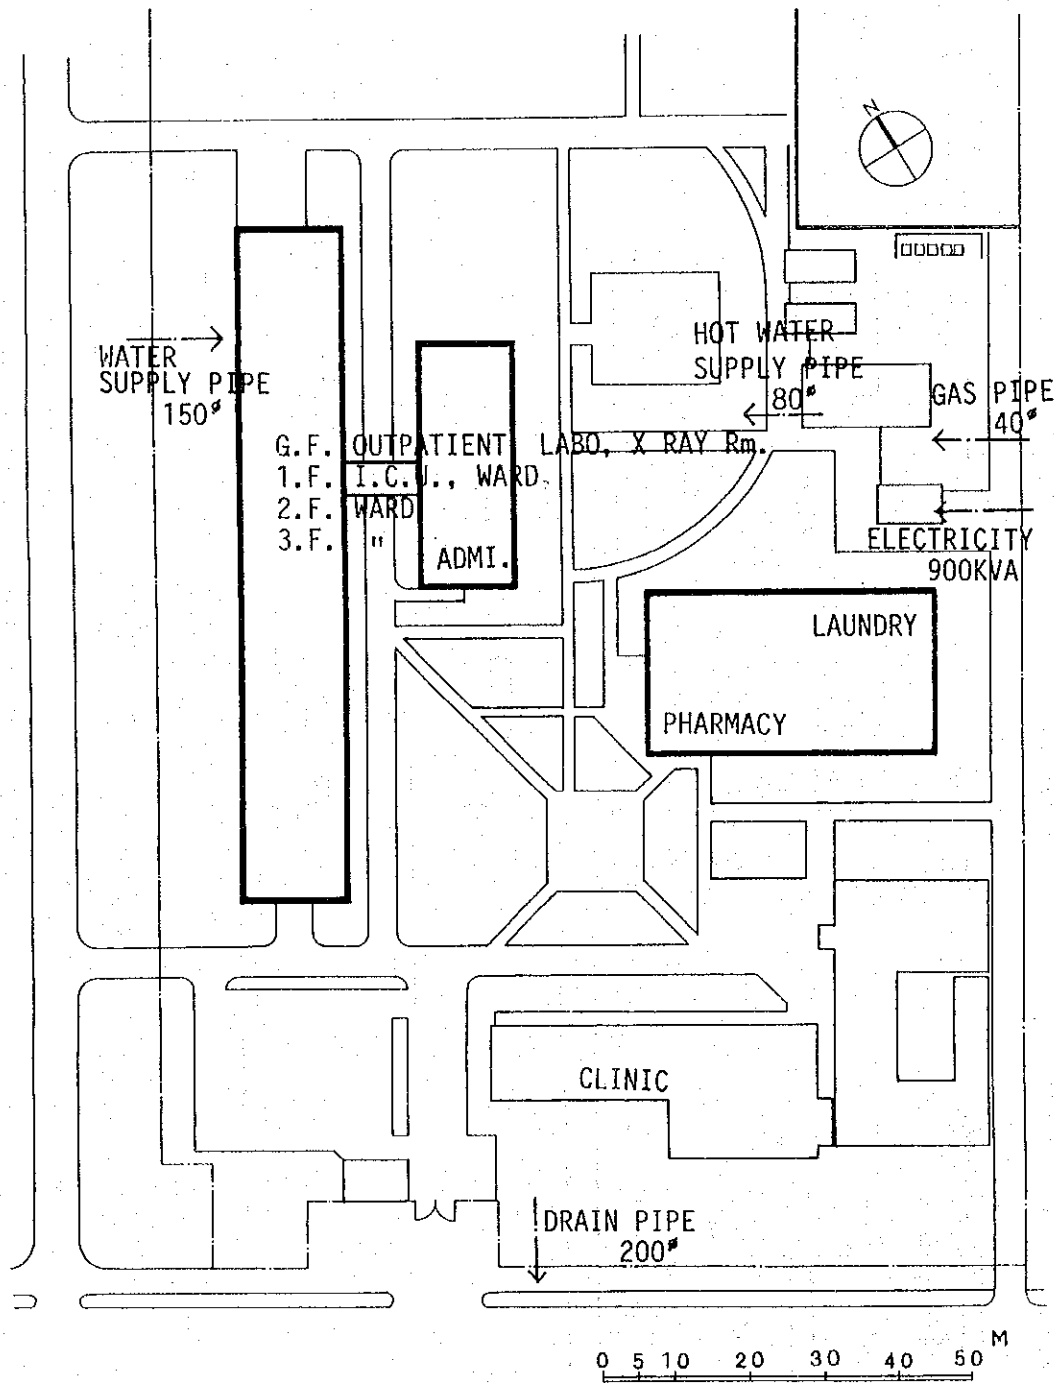 N
WATER
SUPPLY PIPE
150ø
HOT WATER
SUPPLY PIPE
80ø
GAS PIPE
40ø
G.F. OUTPATIENT LABO, X RAY Rm.
1.F. I.C.U., WARD
2.F. WARD
3.F. "
ADMI.
ELECTRICITY
900KVA
LAUNDRY
PHARMACY
CLINIC
DRAIN PIPE
200ø
M
0 5 10 20 30 40 50